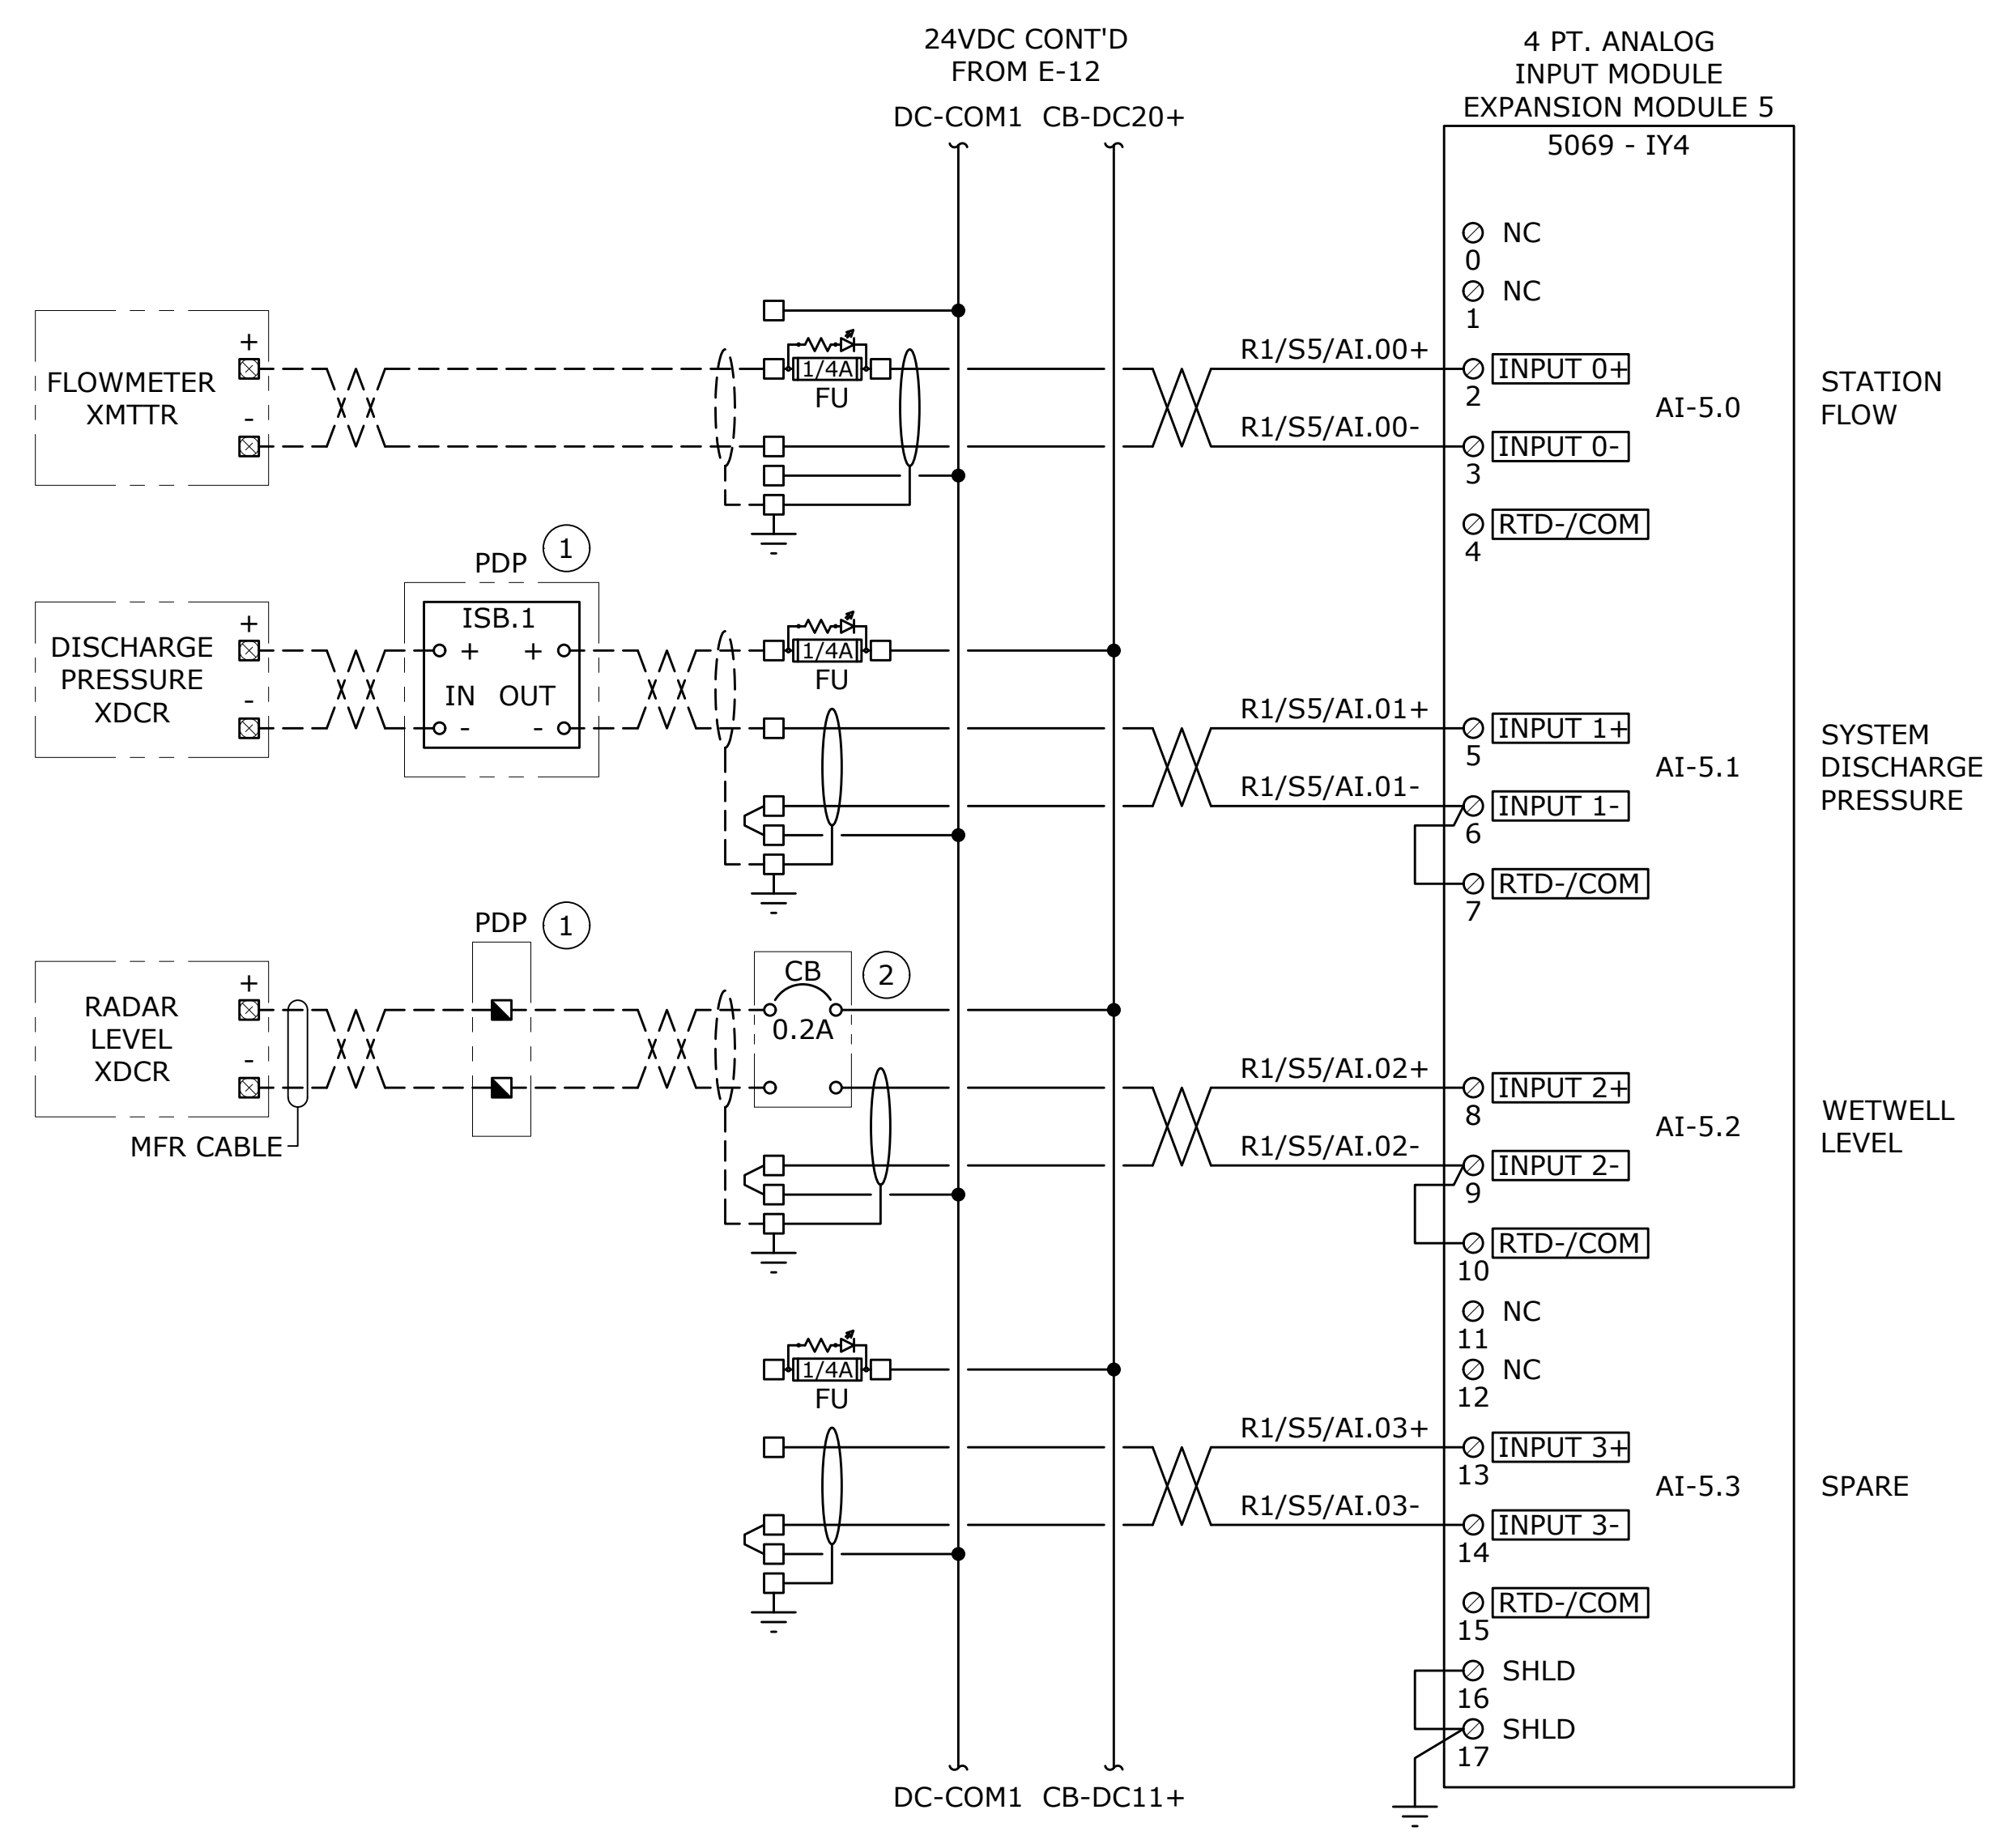 24VDC CONT'D
FROM E-12
DC-COM1 CB-DC20+
4 PT. ANALOG
INPUT MODULE
EXPANSION MODULE 5
5069 - IY4
NC
0
NC
1
FLOWMETER
XMTTR
+
-
1/4A
FU
R1/S5/AI.00+
R1/S5/AI.00-
INPUT 0+
2
INPUT 0-
3
RTD-/COM
4
AI-5.0
STATION
FLOW
PDP
1
DISCHARGE
PRESSURE
XDCR
+
-
ISB.1
+ +
IN OUT
- -
1/4A
FU
R1/S5/AI.01+
R1/S5/AI.01-
INPUT 1+
5
INPUT 1-
6
RTD-/COM
7
AI-5.1
SYSTEM
DISCHARGE
PRESSURE
PDP
1
RADAR
LEVEL
XDCR
+
-
MFR CABLE
CB
0.2A
2
R1/S5/AI.02+
R1/S5/AI.02-
INPUT 2+
8
INPUT 2-
9
RTD-/COM
10
AI-5.2
WETWELL
LEVEL
NC
11
NC
12
1/4A
FU
R1/S5/AI.03+
R1/S5/AI.03-
INPUT 3+
13
INPUT 3-
14
RTD-/COM
15
AI-5.3
SPARE
SHLD
16
SHLD
17
DC-COM1 CB-DC11+